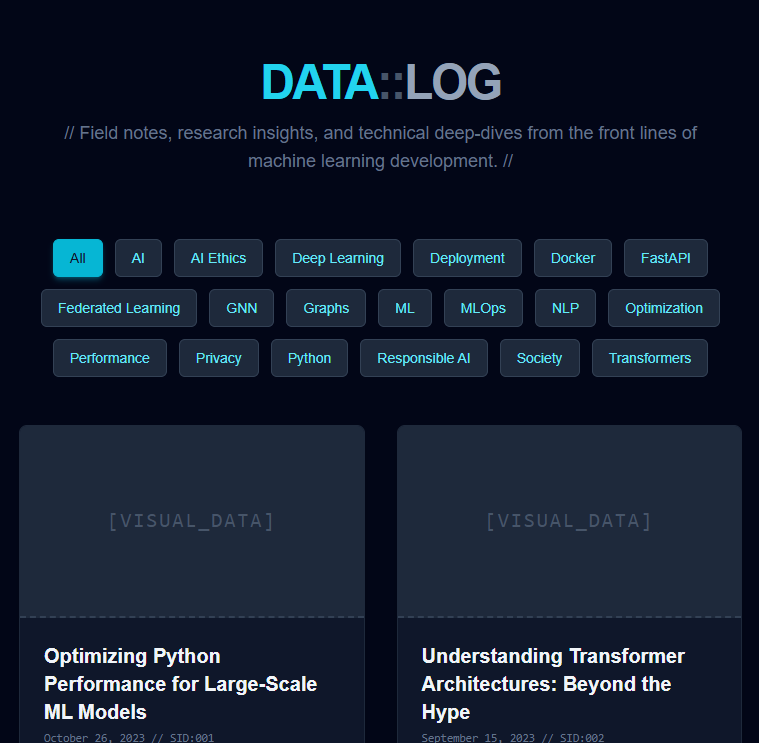 DATA::LOG
// Field notes, research insights, and technical deep-dives from the front lines of
machine learning development. //
All AI AI Ethics Deep Learning Deployment Docker FastAPI
Federated Learning GNN Graphs ML MLOps NLP Optimization
Performance Privacy Python Responsible AI Society Transformers
[VISUAL_DATA]
Optimizing Python
Performance for Large-Scale
ML Models
October 26, 2023 // SID:001
[VISUAL_DATA]
Understanding Transformer
Architectures: Beyond the
Hype
September 15, 2023 // SID:002